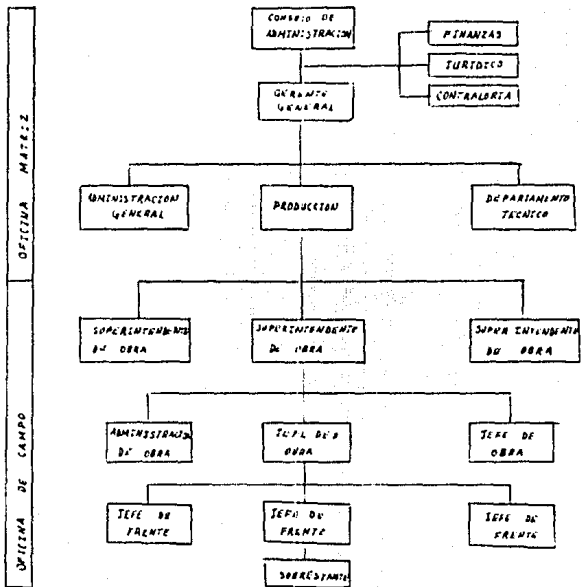 CONSEJO DE
ADMINISTRACION
FINANZAS
JURIDICO
CONTRALORIA
GERENTE
GENERAL
OFICINA MATRIZ
ADMINISTRACION
GENERAL
PRODUCCION
DEPARTAMENTO
TECNICO
SUPERINTENDENTE
DE OBRA
SUPERINTENDENTE
DE OBRA
SUPERINTENDENTE
DE OBRA
OFICINA DE CAMPO
ADMINISTRACION
DE OBRA
JEFE DE
OBRA
JEFE DE
OBRA
JEFE DE
FRENTE
JEFE DE
FRENTE
JEFE DE
FRENTE
SOBRESTANTE